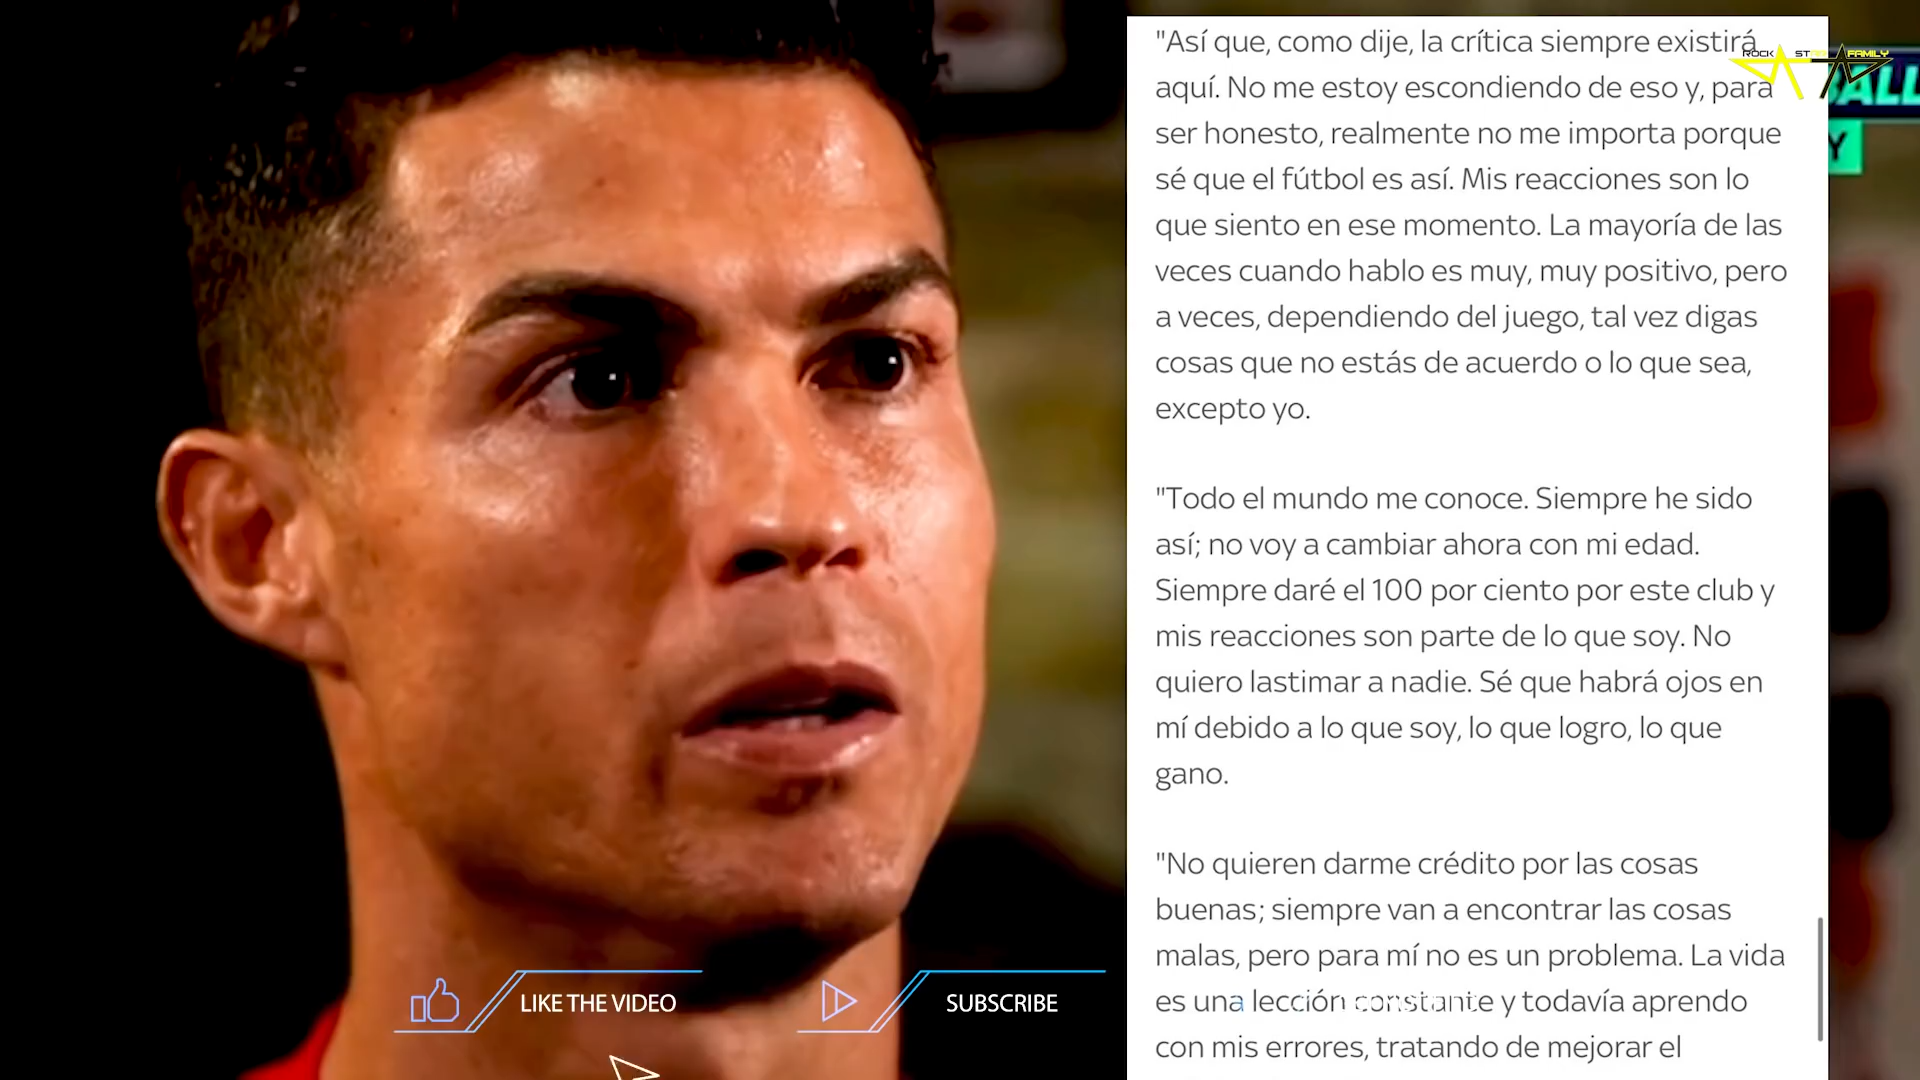 "Así que, como dije, la crítica siempre existirá
aquí. No me estoy escondiendo de eso y, para
ser honesto, realmente no me importa porque
sé que el fútbol es así. Mis reacciones son lo
que siento en ese momento. La mayoría de las
veces cuando hablo es muy, muy positivo, pero
a veces, dependiendo del juego, tal vez digas
cosas que no estás de acuerdo o lo que sea,
excepto yo.
"Todo el mundo me conoce. Siempre he sido
así; no voy a cambiar ahora con mi edad.
Siempre daré el 100 por ciento por este club y
mis reacciones son parte de lo que soy. No
quiero lastimar a nadie. Sé que habrá ojos en
mí debido a lo que soy, lo que logro, lo que
gano.
"No quieren darme crédito por las cosas
buenas; siempre van a encontrar las cosas
malas, pero para mí no es un problema. La vida
es una lección constante y todavía aprendo
con mis errores, tratando de mejorar el
ROCK STAR FAMILY
BALL
Y
LIKE THE VIDEO
SUBSCRIBE